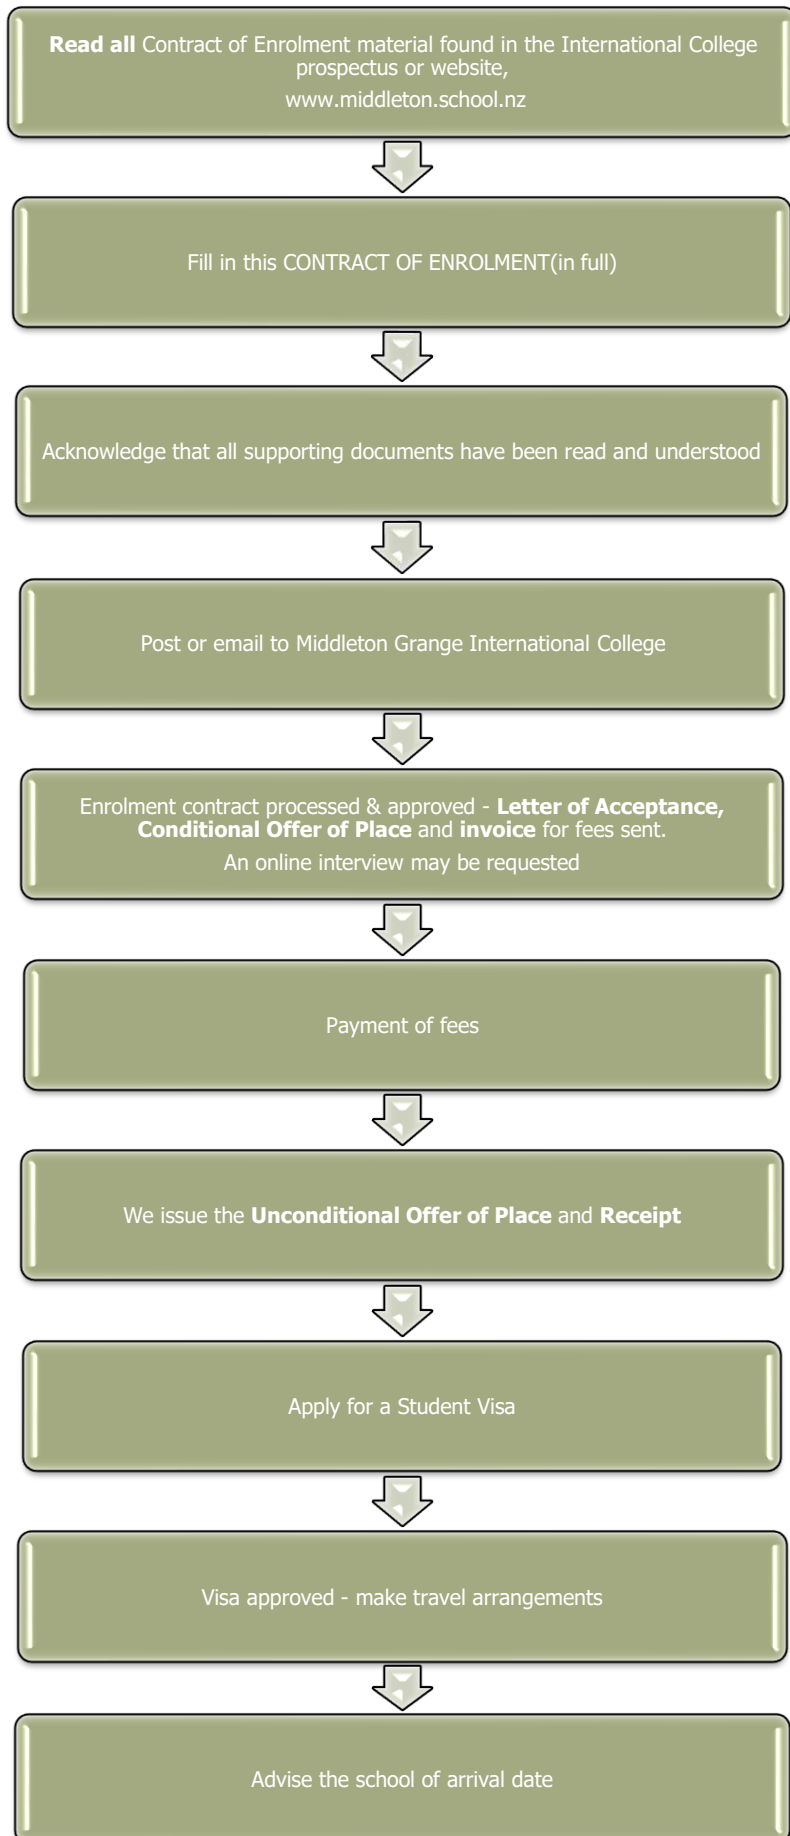 Read all Contract of Enrolment material found in the International College
prospectus or website,
www.middleton.school.nz
Fill in this CONTRACT OF ENROLMENT(in full)
Acknowledge that all supporting documents have been read and understood
Post or email to Middleton Grange International College
Enrolment contract processed & approved - Letter of Acceptance,
Conditional Offer of Place and invoice for fees sent.
An online interview may be requested
Payment of fees
We issue the Unconditional Offer of Place and Receipt
Apply for a Student Visa
Visa approved - make travel arrangements
Advise the school of arrival date